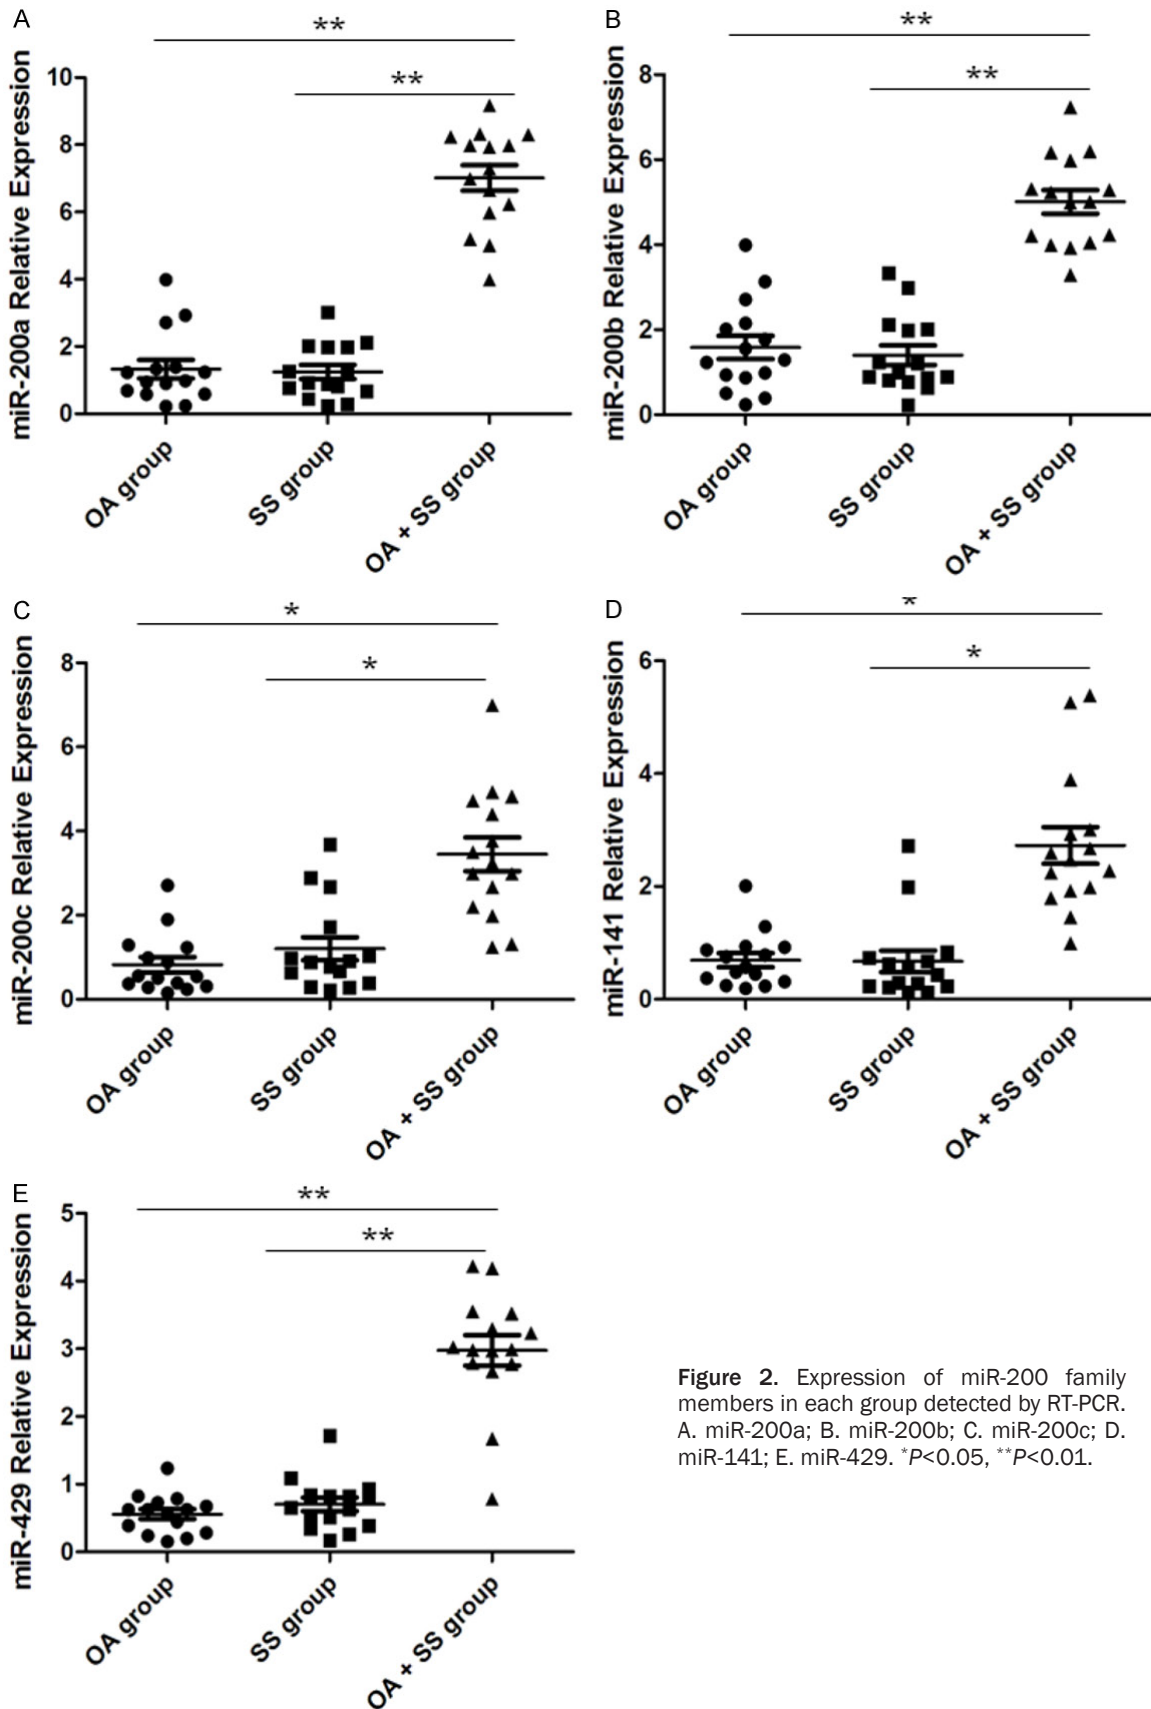 A
**
**
miR-200a Relative Expression
10
8
6
4
2
0
OA group
SS group
OA + SS group
B
**
**
miR-200b Relative Expression
8
6
4
2
0
OA group
SS group
OA + SS group
C
*
*
miR-200c Relative Expression
8
6
4
2
0
OA group
SS group
OA + SS group
D
*
*
miR-141 Relative Expression
6
4
2
0
OA group
SS group
OA + SS group
E
**
**
miR-429 Relative Expression
5
4
3
2
1
0
OA group
SS group
OA + SS group
Figure 2. Expression of miR-200 family
members in each group detected by RT-PCR.
A. miR-200a; B. miR-200b; C. miR-200c; D.
miR-141; E. miR-429. *P<0.05, **P<0.01.